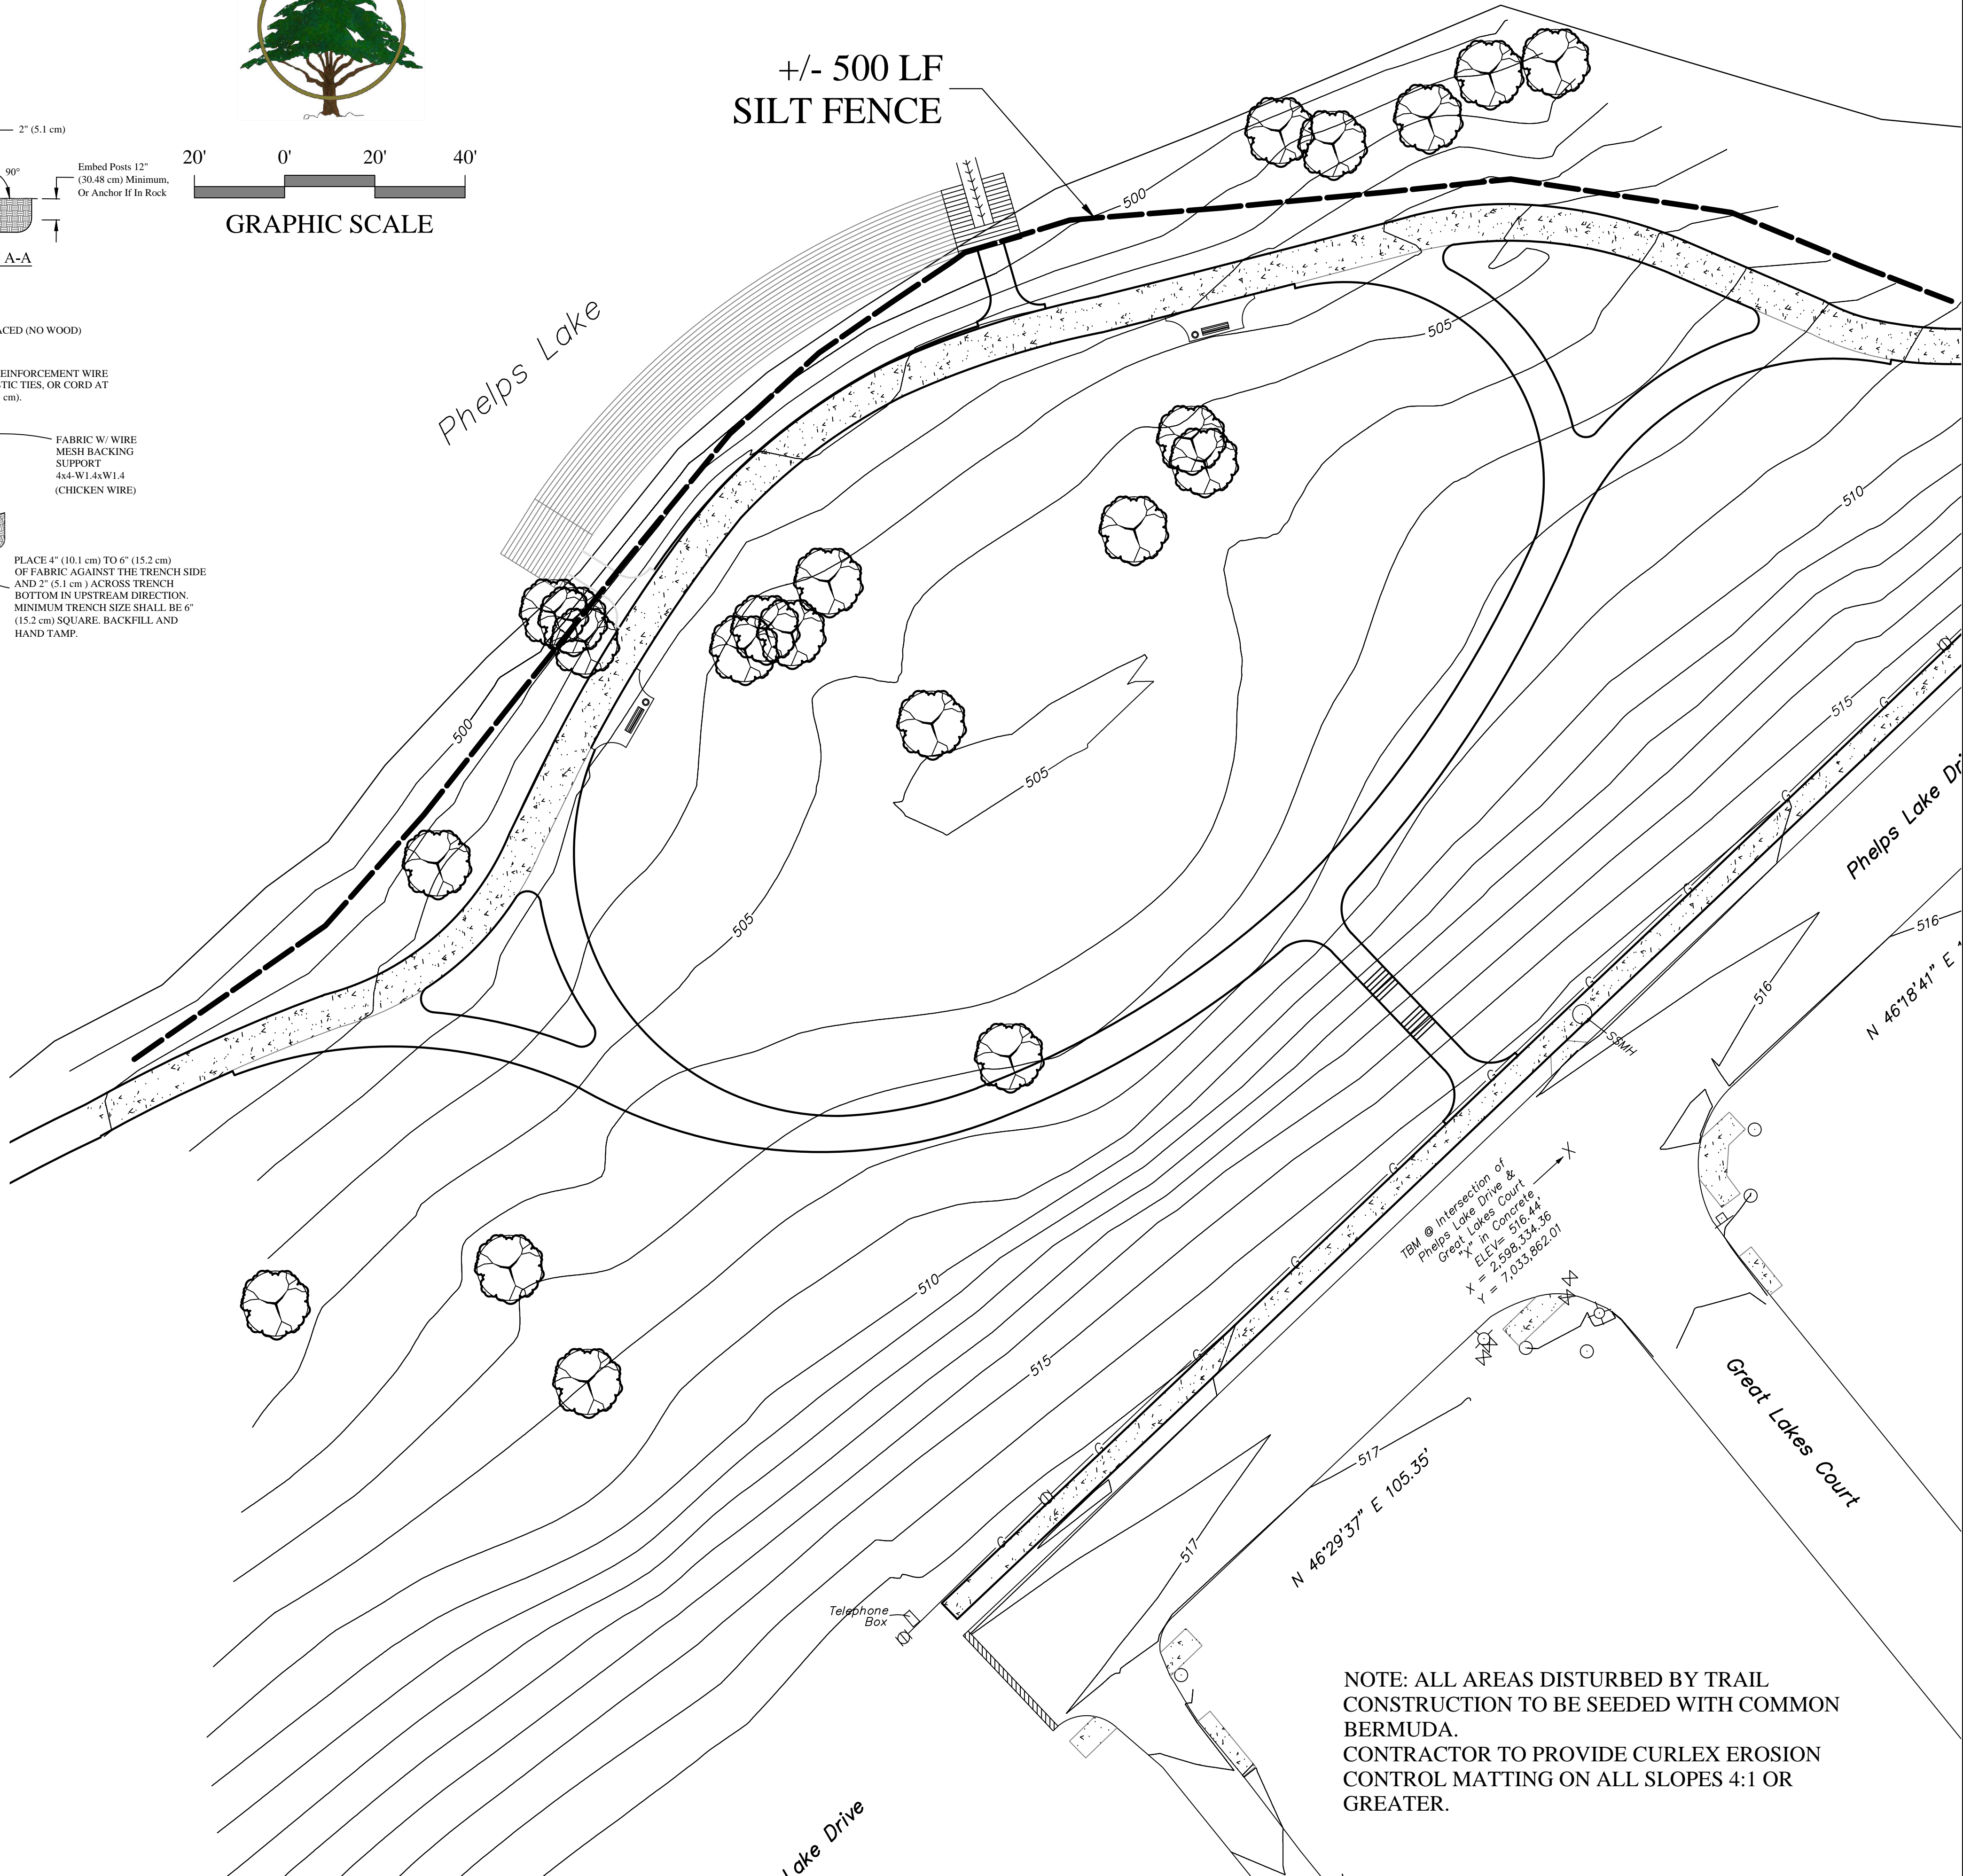 +/- 500 LF
SILT FENCE
2" (5.1 cm)
90°
Embed Posts 12"
(30.48 cm) Minimum,
Or Anchor If In Rock
A-A
20' 0' 20' 40'
GRAPHIC SCALE
(NO WOOD)
WIRE
TIES, OR CORD AT
cm).
FABRIC W/ WIRE
MESH BACKING
SUPPORT
4x4-W1.4xW1.4
(CHICKEN WIRE)
PLACE 4" (10.1 cm) TO 6" (15.2 cm)
OF FABRIC AGAINST THE TRENCH SIDE
AND 2" (5.1 cm ) ACROSS TRENCH
BOTTOM IN UPSTREAM DIRECTION.
MINIMUM TRENCH SIZE SHALL BE 6"
(15.2 cm) SQUARE. BACKFILL AND
HAND TAMP.
Phelps Lake
500
505
510
500
515
505
505
Phelps Lake
516
516
N 46°18'41" E
SSMH
G
G
G
G
G
G
G
G
G
G
G
TBM @ Intersection of
Phelps Lake Drive &
Great Lakes Court
"X" in Concrete
ELEV= 516.44'
X = 2,598,334.36
Y = 7,033,862.01
X
510
515
Great Lakes Court
517
N 46°29'37" E 105.35'
517
Telephone
Box
Lake Drive
NOTE: ALL AREAS DISTURBED BY TRAIL
CONSTRUCTION TO BE SEEDED WITH COMMON
BERMUDA.
CONTRACTOR TO PROVIDE CURLEX EROSION
CONTROL MATTING ON ALL SLOPES 4:1 OR
GREATER.